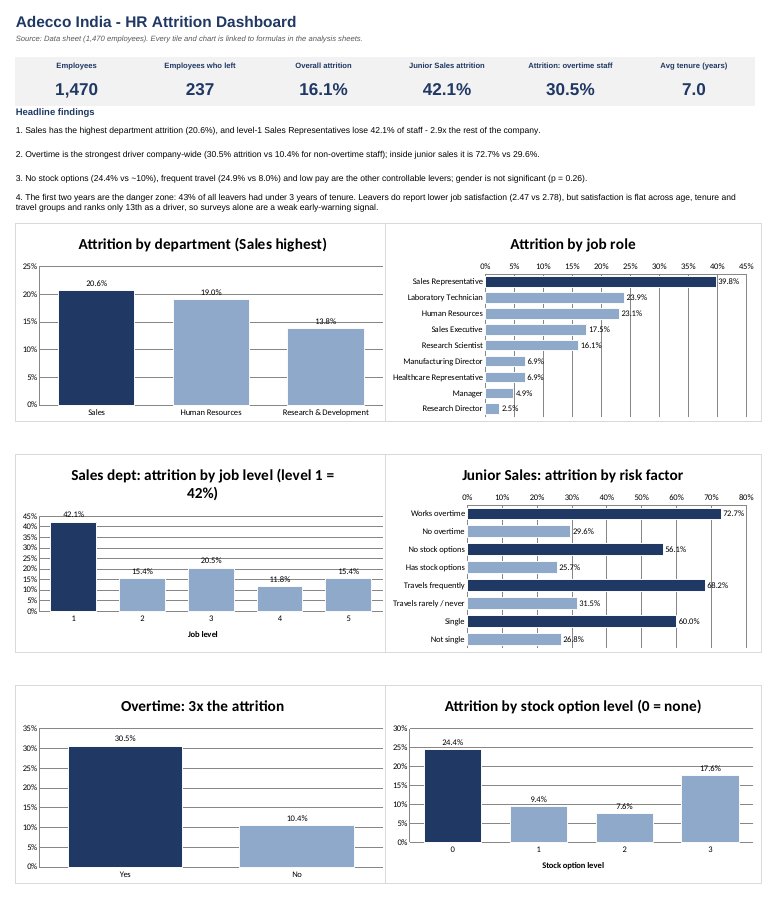 Adecco India - HR Attrition Dashboard
Source: Data sheet (1,470 employees). Every tile and chart is linked to formulas in the analysis sheets.
Employees Employees who left Overall attrition Junior Sales attrition Attrition: overtime staff Avg tenure (years)
1,470 237 16.1% 42.1% 30.5% 7.0
Headline findings
1. Sales has the highest department attrition (20.6%), and level-1 Sales Representatives lose 42.1% of staff - 2.9x the rest of the company.
2. Overtime is the strongest driver company-wide (30.5% attrition vs 10.4% for non-overtime staff); inside junior sales it is 72.7% vs 29.6%.
3. No stock options (24.4% vs ~10%), frequent travel (24.9% vs 8.0%) and low pay are the other controllable levers; gender is not significant (p = 0.26).
4. The first two years are the danger zone: 43% of all leavers had under 3 years of tenure. Leavers do report lower job satisfaction (2.47 vs 2.78), but satisfaction is flat across age, tenure and
travel groups and ranks only 13th as a driver, so surveys alone are a weak early-warning signal.
Attrition by department (Sales highest)
25%
20%
15%
10%
5%
0%
20.6%
19.0%
13.8%
Sales Human Resources Research & Development
Attrition by job role
0% 5% 10% 15% 20% 25% 30% 35% 40% 45%
Sales Representative 39.8%
Laboratory Technician 23.9%
Human Resources 23.1%
Sales Executive 17.5%
Research Scientist 16.1%
Manufacturing Director 6.9%
Healthcare Representative 6.9%
Manager 4.9%
Research Director 2.5%
Sales dept: attrition by job level (level 1 =
42%)
45%
40%
35%
30%
25%
20%
15%
10%
5%
0%
42.1%
15.4%
20.5%
11.8%
15.4%
1 2 3 4 5
Job level
Junior Sales: attrition by risk factor
0% 10% 20% 30% 40% 50% 60% 70% 80%
Works overtime 72.7%
No overtime 29.6%
No stock options 56.1%
Has stock options 25.7%
Travels frequently 68.2%
Travels rarely / never 31.5%
Single 60.0%
Not single 26.8%
Overtime: 3x the attrition
35%
30%
25%
20%
15%
10%
5%
0%
30.5%
10.4%
Yes No
Attrition by stock option level (0 = none)
30%
25%
20%
15%
10%
5%
0%
24.4%
9.4%
7.6%
17.6%
0 1 2 3
Stock option level